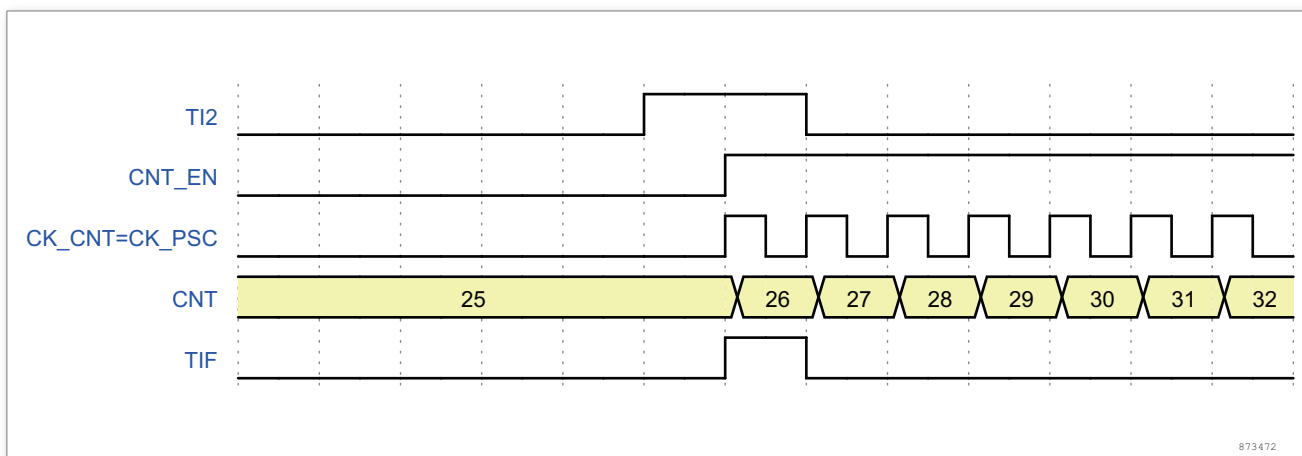 TI2
CNT_EN
CK_CNT=CK_PSC
CNT 25 26 27 28 29 30 31 32
TIF
873472